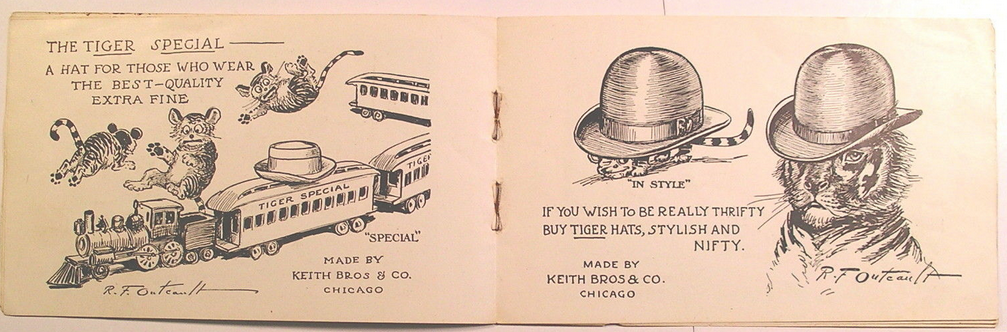 THE TIGER SPECIAL
A HAT FOR THOSE WHO WEAR
THE BEST-QUALITY
EXTRA FINE
TIGER SPECIAL
TIGER
"SPECIAL"
MADE BY
KEITH BROS & CO.
CHICAGO
R.F. Outcault
"IN STYLE"
IF YOU WISH TO BE REALLY THRIFTY
BUY TIGER HATS, STYLISH AND
NIFTY.
MADE BY
KEITH BROS & CO.
CHICAGO
R.F. Outcault